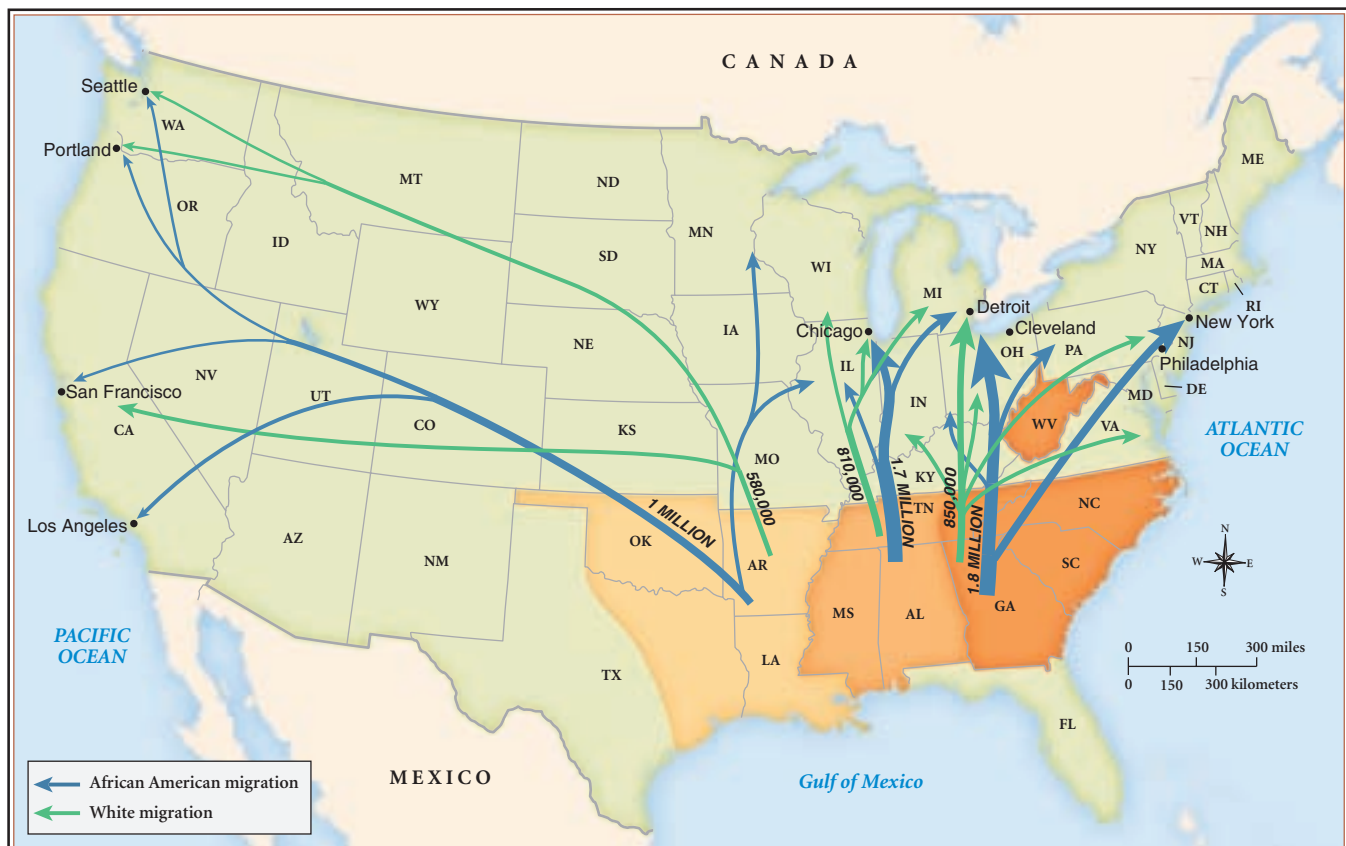 CANADA
Seattle
WA
Portland
OR
MT
ID
ND
MN
SD
WY
WI
MI
ME
VT
NH
NY
MA
CT
RI
Detroit
Chicago
Cleveland
New York
IA
NE
IL
IN
OH
PA
NJ
Philadelphia
San Francisco
NV
UT
CA
CO
KS
MO
KY
WV
MD
DE
VA
ATLANTIC
OCEAN
580,000
810,000
1.7 MILLION
850,000
1.8 MILLION
1 MILLION
Los Angeles
AZ
NM
OK
AR
TN
NC
SC
MS
AL
GA
LA
TX
FL
N
W
E
S
PACIFIC
OCEAN
0 150 300 miles
0 150 300 kilometers
MEXICO
Gulf of Mexico
African American migration
White migration